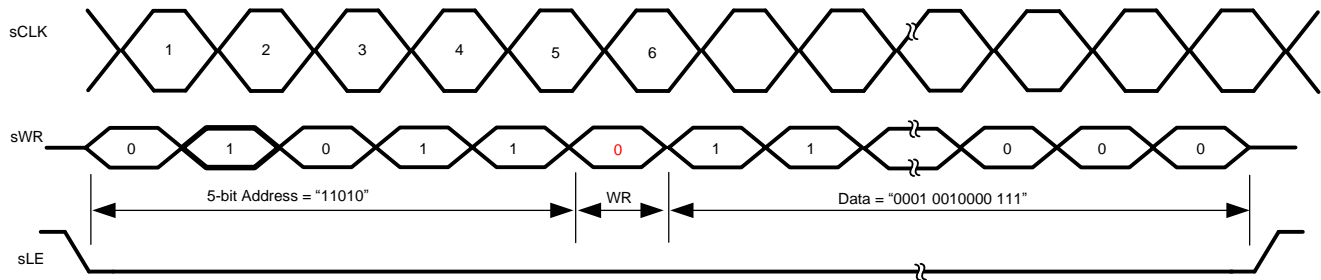 sCLK 1 2 3 4 5 6
sWR 0 1 0 1 1 0 1 1 0 0 0
5-bit Address = “11010” WR Data = “0001 0010000 111”
sLE